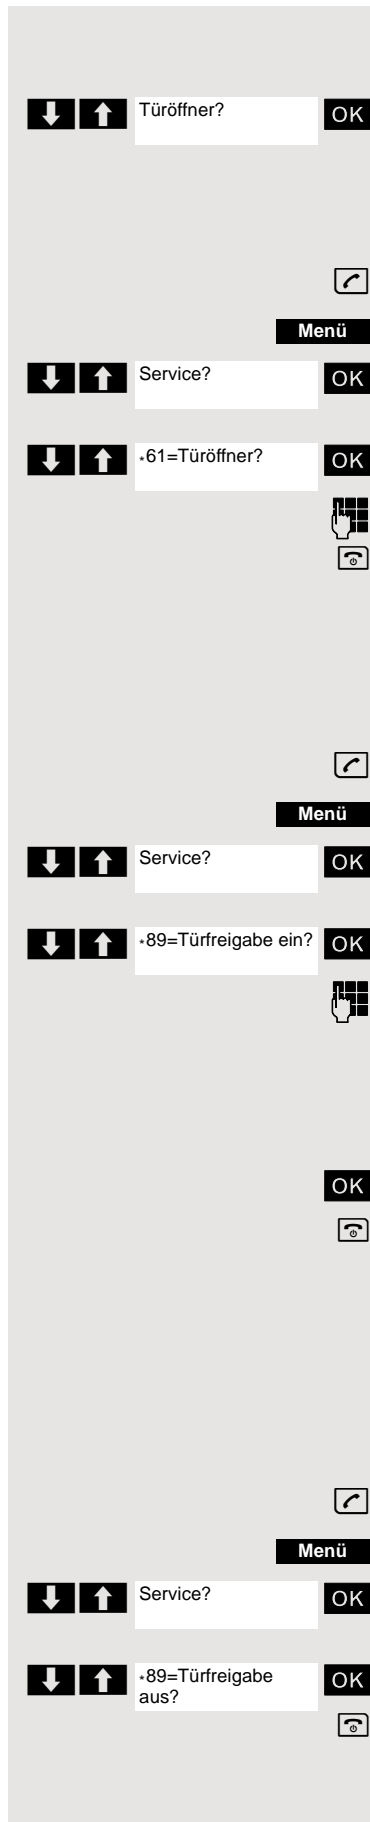 Türöffner? OK
Menü
Service? OK
*61=Türöffner? OK
Menü
Service? OK
*89=Türfreigabe ein? OK
OK
Menü
Service? OK
*89=Türfreigabe OK
aus?